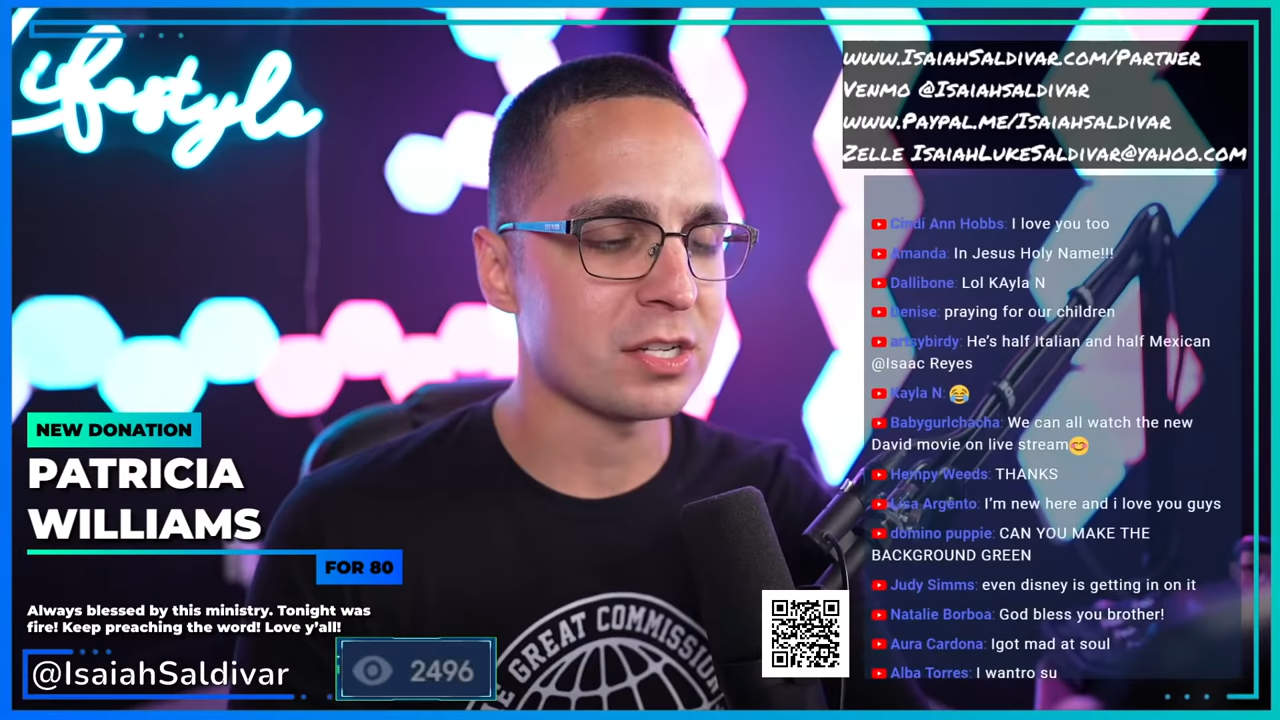 lifestyle
www.IsaiahSaldivar.com/Partner
Venmo @Isaiahsaldivar
www.Paypal.me/Isaiahsaldivar
Zelle IsaiahLukeSaldivar@yahoo.com
Cindi Ann Hobbs: I love you too
Amanda: In Jesus Holy Name!!!
Dallibone: Lol KAyla N
Denise: praying for our children
artsybirdy: He's half Italian and half Mexican
@Isaac Reyes
Kayla N: 😂
Babygurlchacha: We can all watch the new
David movie on live stream😊
Hempy Weeds: THANKS
Lisa Argento: I'm new here and i love you guys
domino puppie: CAN YOU MAKE THE
BACKGROUND GREEN
Judy Simms: even disney is getting in on it
Natalie Borboa: God bless you brother!
Aura Cardona: Igot mad at soul
Alba Torres: I wantro su
NEW DONATION
PATRICIA
WILLIAMS
FOR 80
Always blessed by this ministry. Tonight was
fire! Keep preaching the word! Love y'all!
@IsaiahSaldivar
2496
THE GREAT COMMISSION